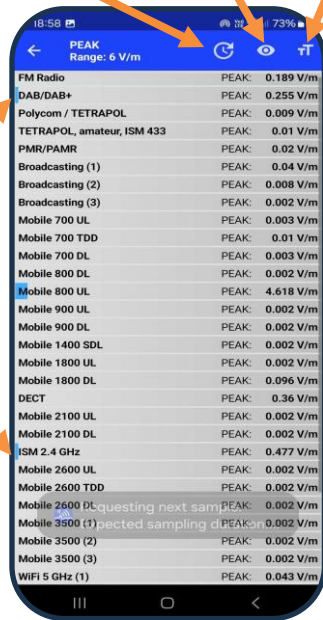 18:58 73%
PEAK
Range: 6 V/m
FM Radio PEAK: 0.189 V/m
DAB/DAB+ PEAK: 0.255 V/m
Polycom / TETRAPOL PEAK: 0.009 V/m
TETRAPOL, amateur, ISM 433 PEAK: 0.01 V/m
PMR/PAMR PEAK: 0.02 V/m
Broadcasting (1) PEAK: 0.04 V/m
Broadcasting (2) PEAK: 0.008 V/m
Broadcasting (3) PEAK: 0.002 V/m
Mobile 700 UL PEAK: 0.003 V/m
Mobile 700 TDD PEAK: 0.01 V/m
Mobile 700 DL PEAK: 0.003 V/m
Mobile 800 DL PEAK: 0.002 V/m
Mobile 800 UL PEAK: 4.618 V/m
Mobile 900 UL PEAK: 0.002 V/m
Mobile 900 DL PEAK: 0.002 V/m
Mobile 1400 SDL PEAK: 0.002 V/m
Mobile 1800 UL PEAK: 0.002 V/m
Mobile 1800 DL PEAK: 0.096 V/m
DECT PEAK: 0.36 V/m
Mobile 2100 UL PEAK: 0.002 V/m
Mobile 2100 DL PEAK: 0.002 V/m
ISM 2.4 GHz PEAK: 0.477 V/m
Mobile 2600 UL PEAK: 0.002 V/m
Mobile 2600 TDD PEAK: 0.002 V/m
Mobile 2600 DL PEAK: 0.002 V/m
requesting next sample
Mobile 3500 (1) PEAK: 0.002 V/m
expected sampling duration
Mobile 3500 (2) PEAK: 0.002 V/m
Mobile 3500 (3) PEAK: 0.002 V/m
WiFi 5 GHz (1) PEAK: 0.043 V/m